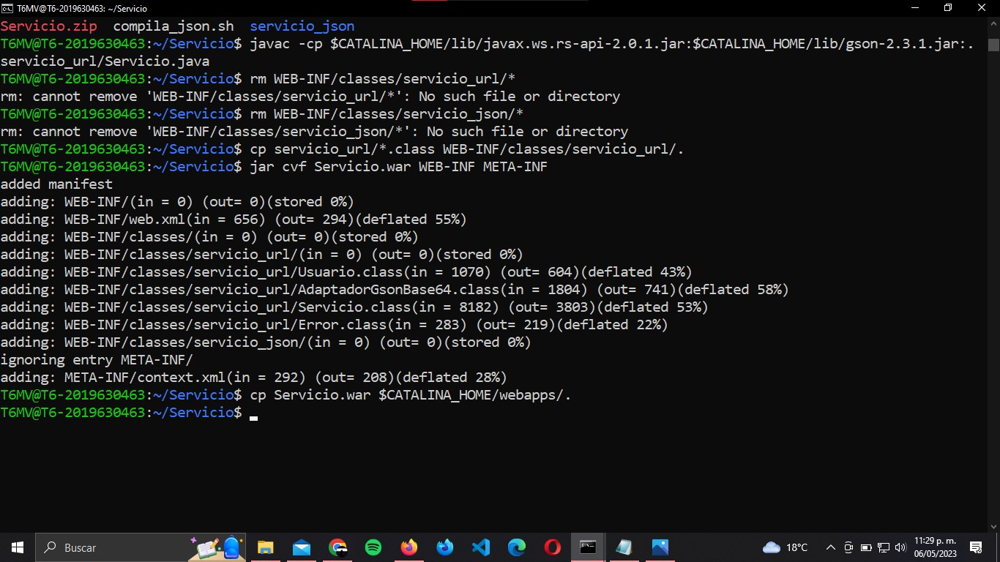 T6MV@T6-2019630463: ~/Servicio
Servicio.zip  compila_json.sh  servicio_json
T6MV@T6-2019630463:~/Servicio$ javac -cp $CATALINA_HOME/lib/javax.ws.rs-api-2.0.1.jar:$CATALINA_HOME/lib/gson-2.3.1.jar:.
servicio_url/Servicio.java
T6MV@T6-2019630463:~/Servicio$ rm WEB-INF/classes/servicio_url/*
rm: cannot remove 'WEB-INF/classes/servicio_url/*': No such file or directory
T6MV@T6-2019630463:~/Servicio$ rm WEB-INF/classes/servicio_json/*
rm: cannot remove 'WEB-INF/classes/servicio_json/*': No such file or directory
T6MV@T6-2019630463:~/Servicio$ cp servicio_url/*.class WEB-INF/classes/servicio_url/.
T6MV@T6-2019630463:~/Servicio$ jar cvf Servicio.war WEB-INF META-INF
added manifest
adding: WEB-INF/(in = 0) (out= 0)(stored 0%)
adding: WEB-INF/web.xml(in = 656) (out= 294)(deflated 55%)
adding: WEB-INF/classes/(in = 0) (out= 0)(stored 0%)
adding: WEB-INF/classes/servicio_url/(in = 0) (out= 0)(stored 0%)
adding: WEB-INF/classes/servicio_url/Usuario.class(in = 1070) (out= 604)(deflated 43%)
adding: WEB-INF/classes/servicio_url/AdaptadorGsonBase64.class(in = 1804) (out= 741)(deflated 58%)
adding: WEB-INF/classes/servicio_url/Servicio.class(in = 8182) (out= 3803)(deflated 53%)
adding: WEB-INF/classes/servicio_url/Error.class(in = 283) (out= 219)(deflated 22%)
adding: WEB-INF/classes/servicio_json/(in = 0) (out= 0)(stored 0%)
ignoring entry META-INF/
adding: META-INF/context.xml(in = 292) (out= 208)(deflated 28%)
T6MV@T6-2019630463:~/Servicio$ cp Servicio.war $CATALINA_HOME/webapps/.
T6MV@T6-2019630463:~/Servicio$
Buscar
18°C
11:29 p. m.
06/05/2023